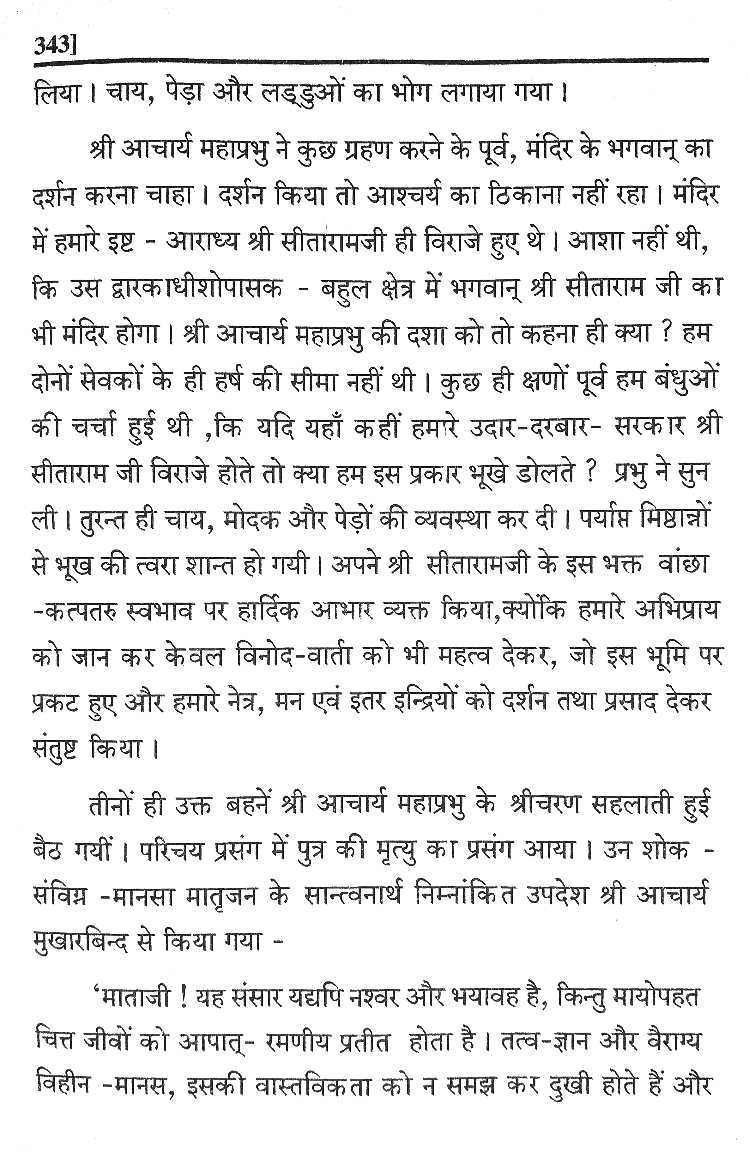 343]
लिया । चाय, पेड़ा और लड्डुओं का भोग लगाया गया ।
श्री आचार्य महाप्रभु ने कुछ ग्रहण करने के पूर्व, मंदिर के भगवान् का
दर्शन करना चाहा । दर्शन किया तो आश्चर्य का ठिकाना नहीं रहा । मंदिर
में हमारे इष्ट - आराध्य श्री सीतारामजी ही विराजे हुए थे । आशा नहीं थी,
कि उस द्वारकाधीशोपासक - बहुल क्षेत्र में भगवान् श्री सीताराम जी का
भी मंदिर होगा । श्री आचार्य महाप्रभु की दशा को तो कहना ही क्या ? हम
दोनों सेवकों के ही हर्ष की सीमा नहीं थी । कुछ ही क्षणों पूर्व हम बंधुओं
की चर्चा हुई थी ,कि यदि यहाँ कहीं हमारे उदार-दरबार- सरकार श्री
सीताराम जी विराजे होते तो क्या हम इस प्रकार भूखे डोलते ? प्रभु ने सुन
ली । तुरन्त ही चाय, मोदक और पेड़ों की व्यवस्था कर दी । पर्याप्त मिष्ठान्नों
से भूख की त्वरा शान्त हो गयी । अपने श्री सीतारामजी के इस भक्त वांछा
-कत्पतरु स्वभाव पर हार्दिक आभार व्यक्त किया,क्योंकि हमारे अभिप्राय
को जान कर केवल विनोद-वार्ता को भी महत्व देकर, जो इस भूमि पर
प्रकट हुए और हमारे नेत्र, मन एवं इतर इन्द्रियों को दर्शन तथा प्रसाद देकर
संतुष्ट किया ।
तीनों ही उक्त बहनें श्री आचार्य महाप्रभु के श्रीचरण सहलाती हुई
बैठ गयीं । परिचय प्रसंग में पुत्र की मृत्यु का प्रसंग आया । उन शोक -
संविग्न -मानसा मातृजन के सान्त्वनार्थ निम्नांकित उपदेश श्री आचार्य
मुखारबिन्द से किया गया -
'माताजी ! यह संसार यद्यपि नश्वर और भयावह है, किन्तु मायोपहत
चित्त जीवों को आपात्- रमणीय प्रतीत होता है । तत्व-ज्ञान और वैराग्य
विहीन -मानस, इसकी वास्तविकता को न समझ कर दुखी होते हैं और